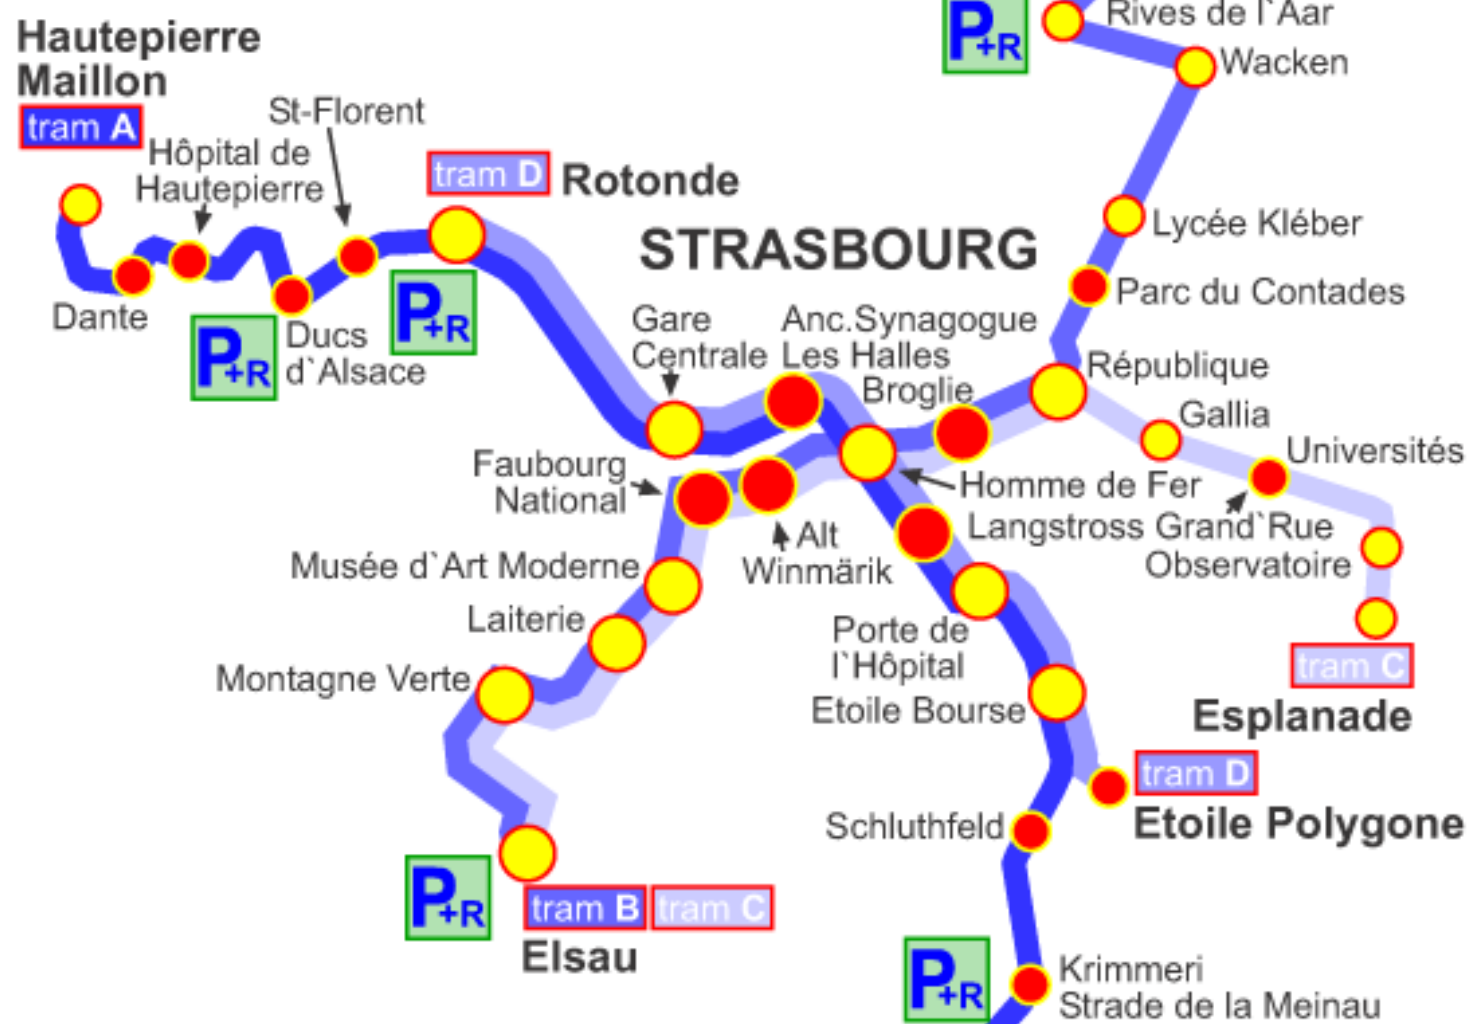 Hautepierre
Maillon
tram A
Hôpital de
Hautepierre
St-Florent
Dante
P+R
Ducs
d`Alsace
tram D
Rotonde
P+R
STRASBOURG
P+R
Rives de l`Aar
Wacken
Lycée Kléber
Parc du Contades
République
Gallia
Universités
Gare
Centrale
Anc.Synagogue
Les Halles
Broglie
Faubourg
National
Homme de Fer
Langstross Grand`Rue
Observatoire
Alt
Winmärik
Musée d`Art Moderne
Laiterie
Montagne Verte
Porte de
l`Hôpital
Etoile Bourse
tram C
Esplanade
tram D
Etoile Polygone
Schluthfeld
P+R
tram B
tram C
Elsau
P+R
Krimmeri
Strade de la Meinau